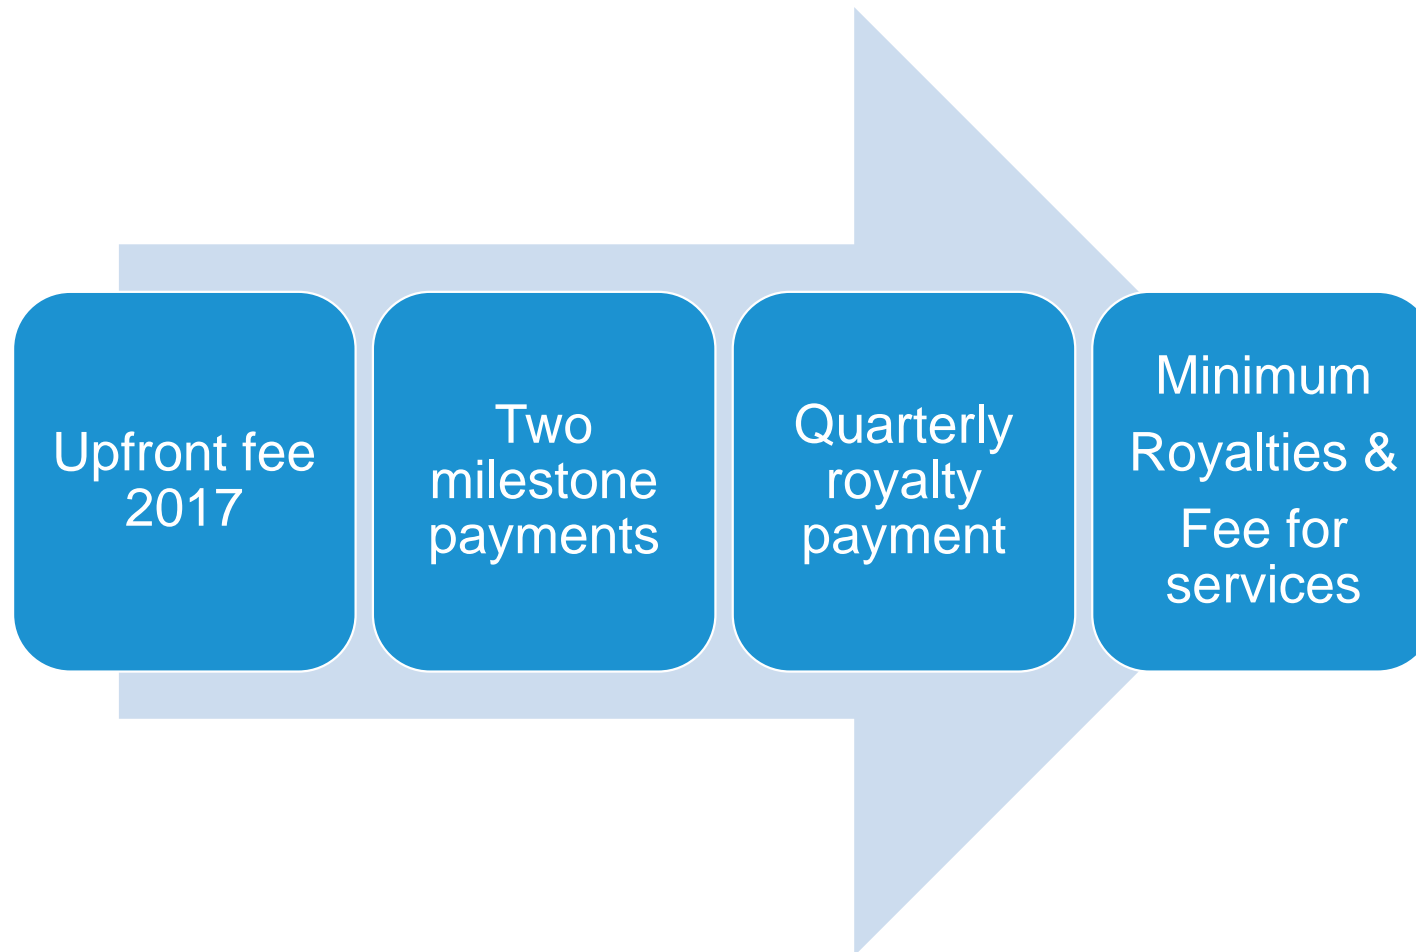 Upfront fee
2017
Two
milestone
payments
Quarterly
royalty
payment
Minimum
Royalties &
Fee for
services